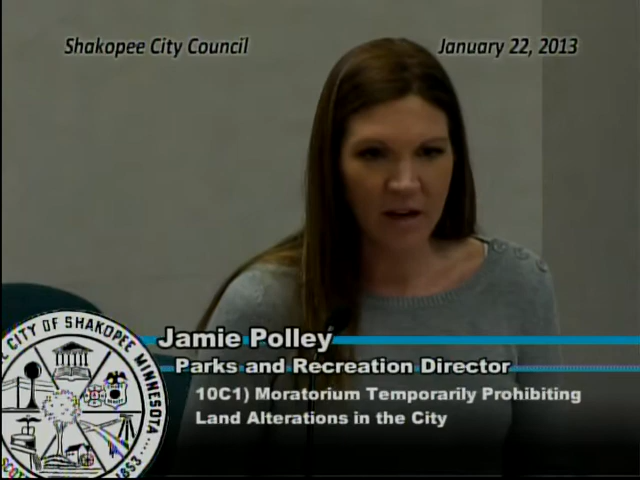 Shakopee City Council
January 22, 2013
Jamie Polley
Parks and Recreation Director
10C1) Moratorium Temporarily Prohibiting
Land Alterations in the City
CITY OF SHAKOPEE MINNESOTA
1853